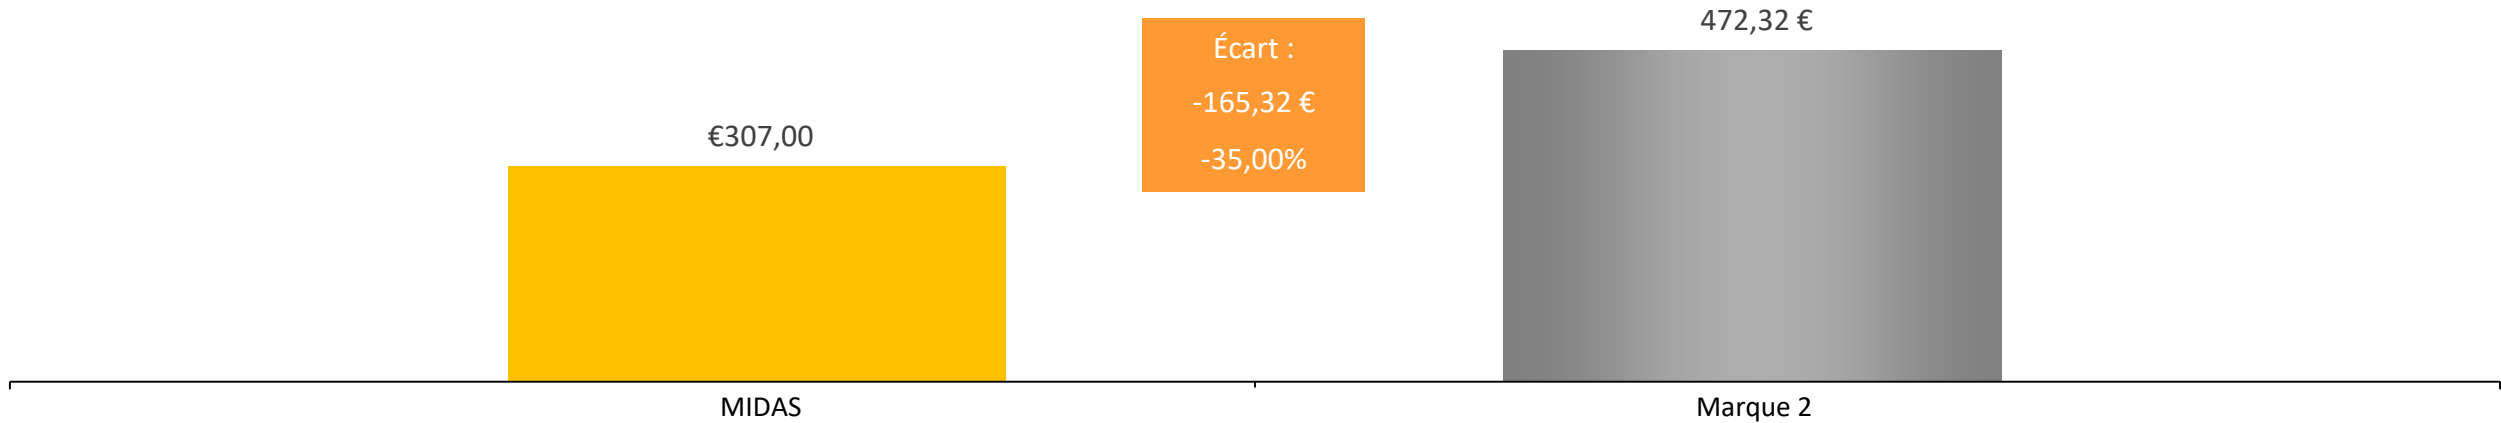 472,32 €
Écart :
-165,32 €
€307,00
-35,00%
MIDAS
Marque 2